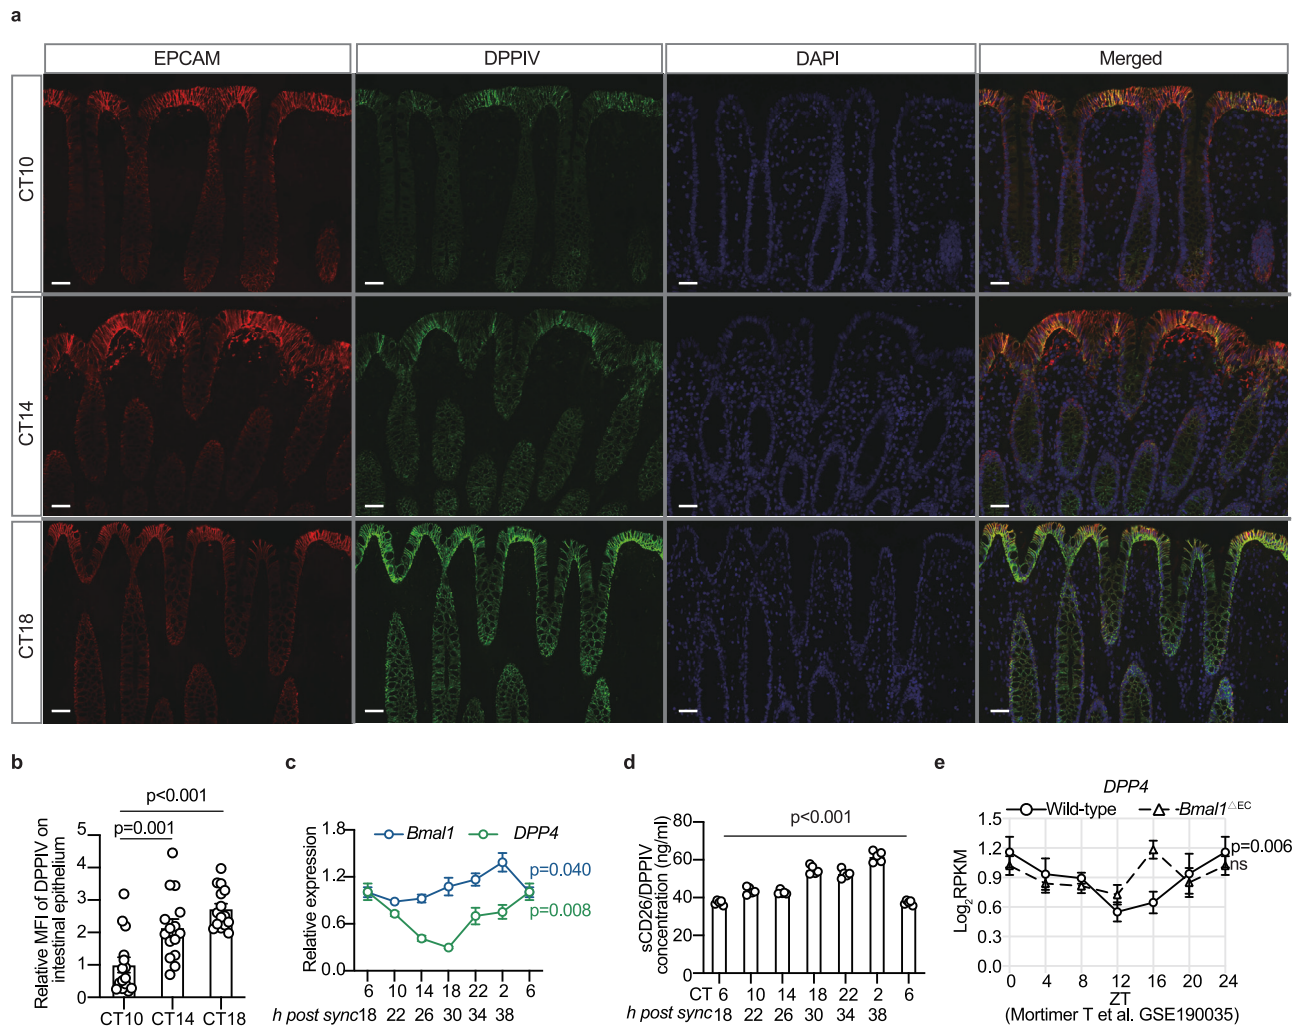 a
EPCAM DPPIV DAPI Merged
CT10
CT14
CT18
b
p<0.001
p=0.001
Relative MFI of DPPIV on
intestinal epithelium
5
4
3
2
1
0
CT10 CT14 CT18
c
Bmal1 DPP4
Relative expression
1.8
1.2
0.6
0.0
p=0.040
p=0.008
6 10 14 18 22 2 6
h post sync 18 22 26 30 34 38
d
p<0.001
sCD26/DPPIV
concentration (ng/ml)
80
60
40
20
0
CT 6 10 14 18 22 2 6
h post sync 18 22 26 30 34 38
e
DPP4
Wild-type Bmal1△EC
Log2RPKM
1.5
1.2
0.9
0.6
0.3
0.0
p=0.006
ns
0 4 8 12 16 20 24
ZT
(Mortimer T et al. GSE190035)